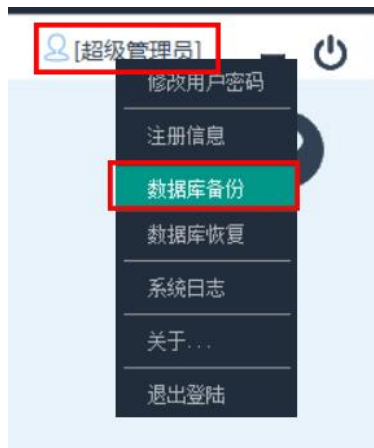 [超级管理员]
修改用户密码
注册信息
数据库备份
数据库恢复
系统日志
关于...
退出登陆